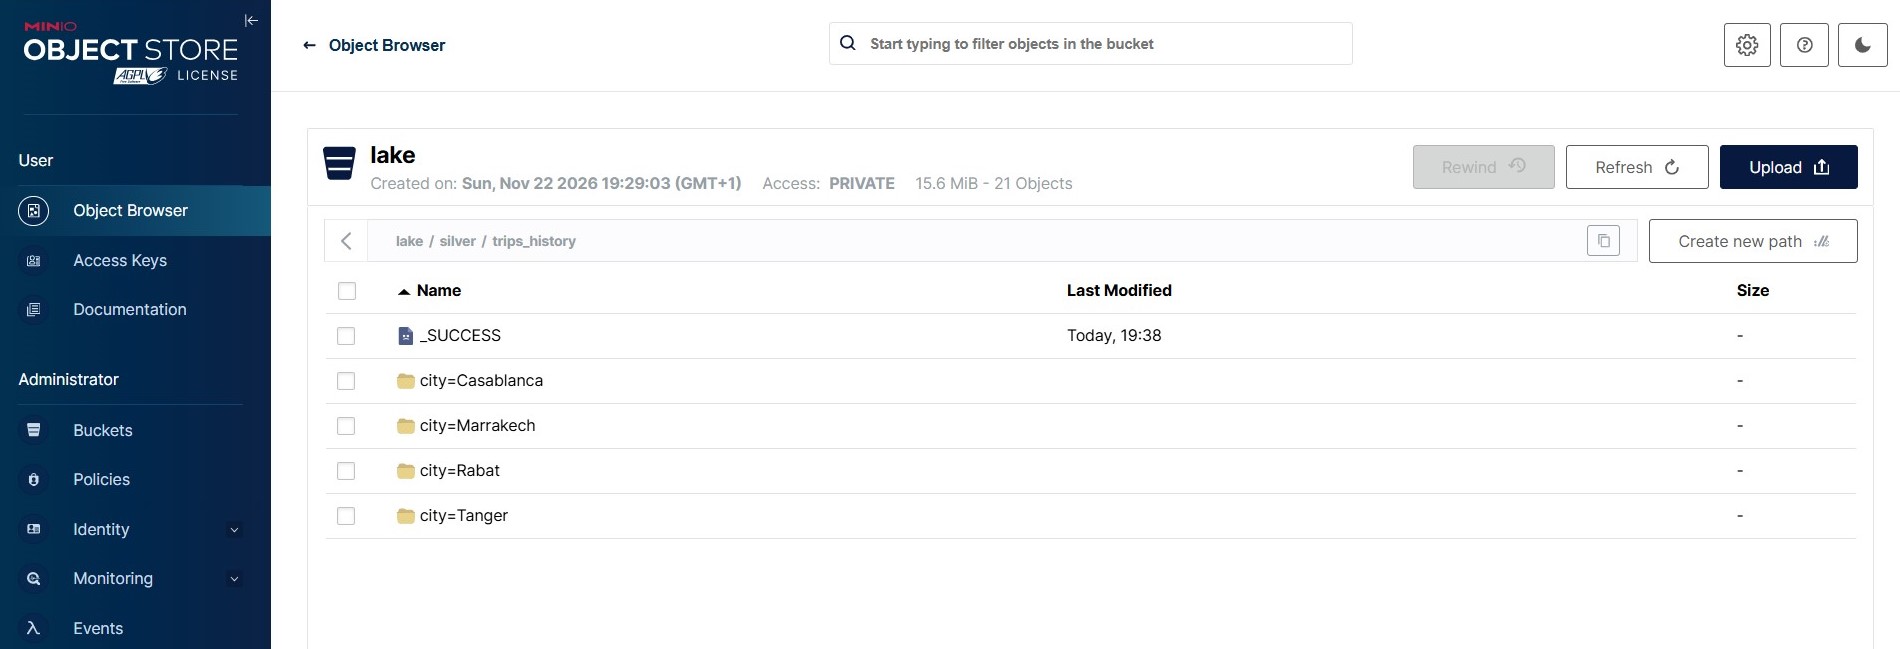 MINIO
OBJECT STORE
AGPLv3 LICENSE
User
Object Browser
Access Keys
Documentation
Administrator
Buckets
Policies
Identity
Monitoring
Events
← Object Browser
Start typing to filter objects in the bucket
lake
Created on: Sun, Nov 22 2026 19:29:03 (GMT+1) Access: PRIVATE 15.6 MiB - 21 Objects
Rewind Refresh Upload
lake / silver / trips_history
Create new path
Name Last Modified Size
_SUCCESS Today, 19:38 -
city=Casablanca -
city=Marrakech -
city=Rabat -
city=Tanger -